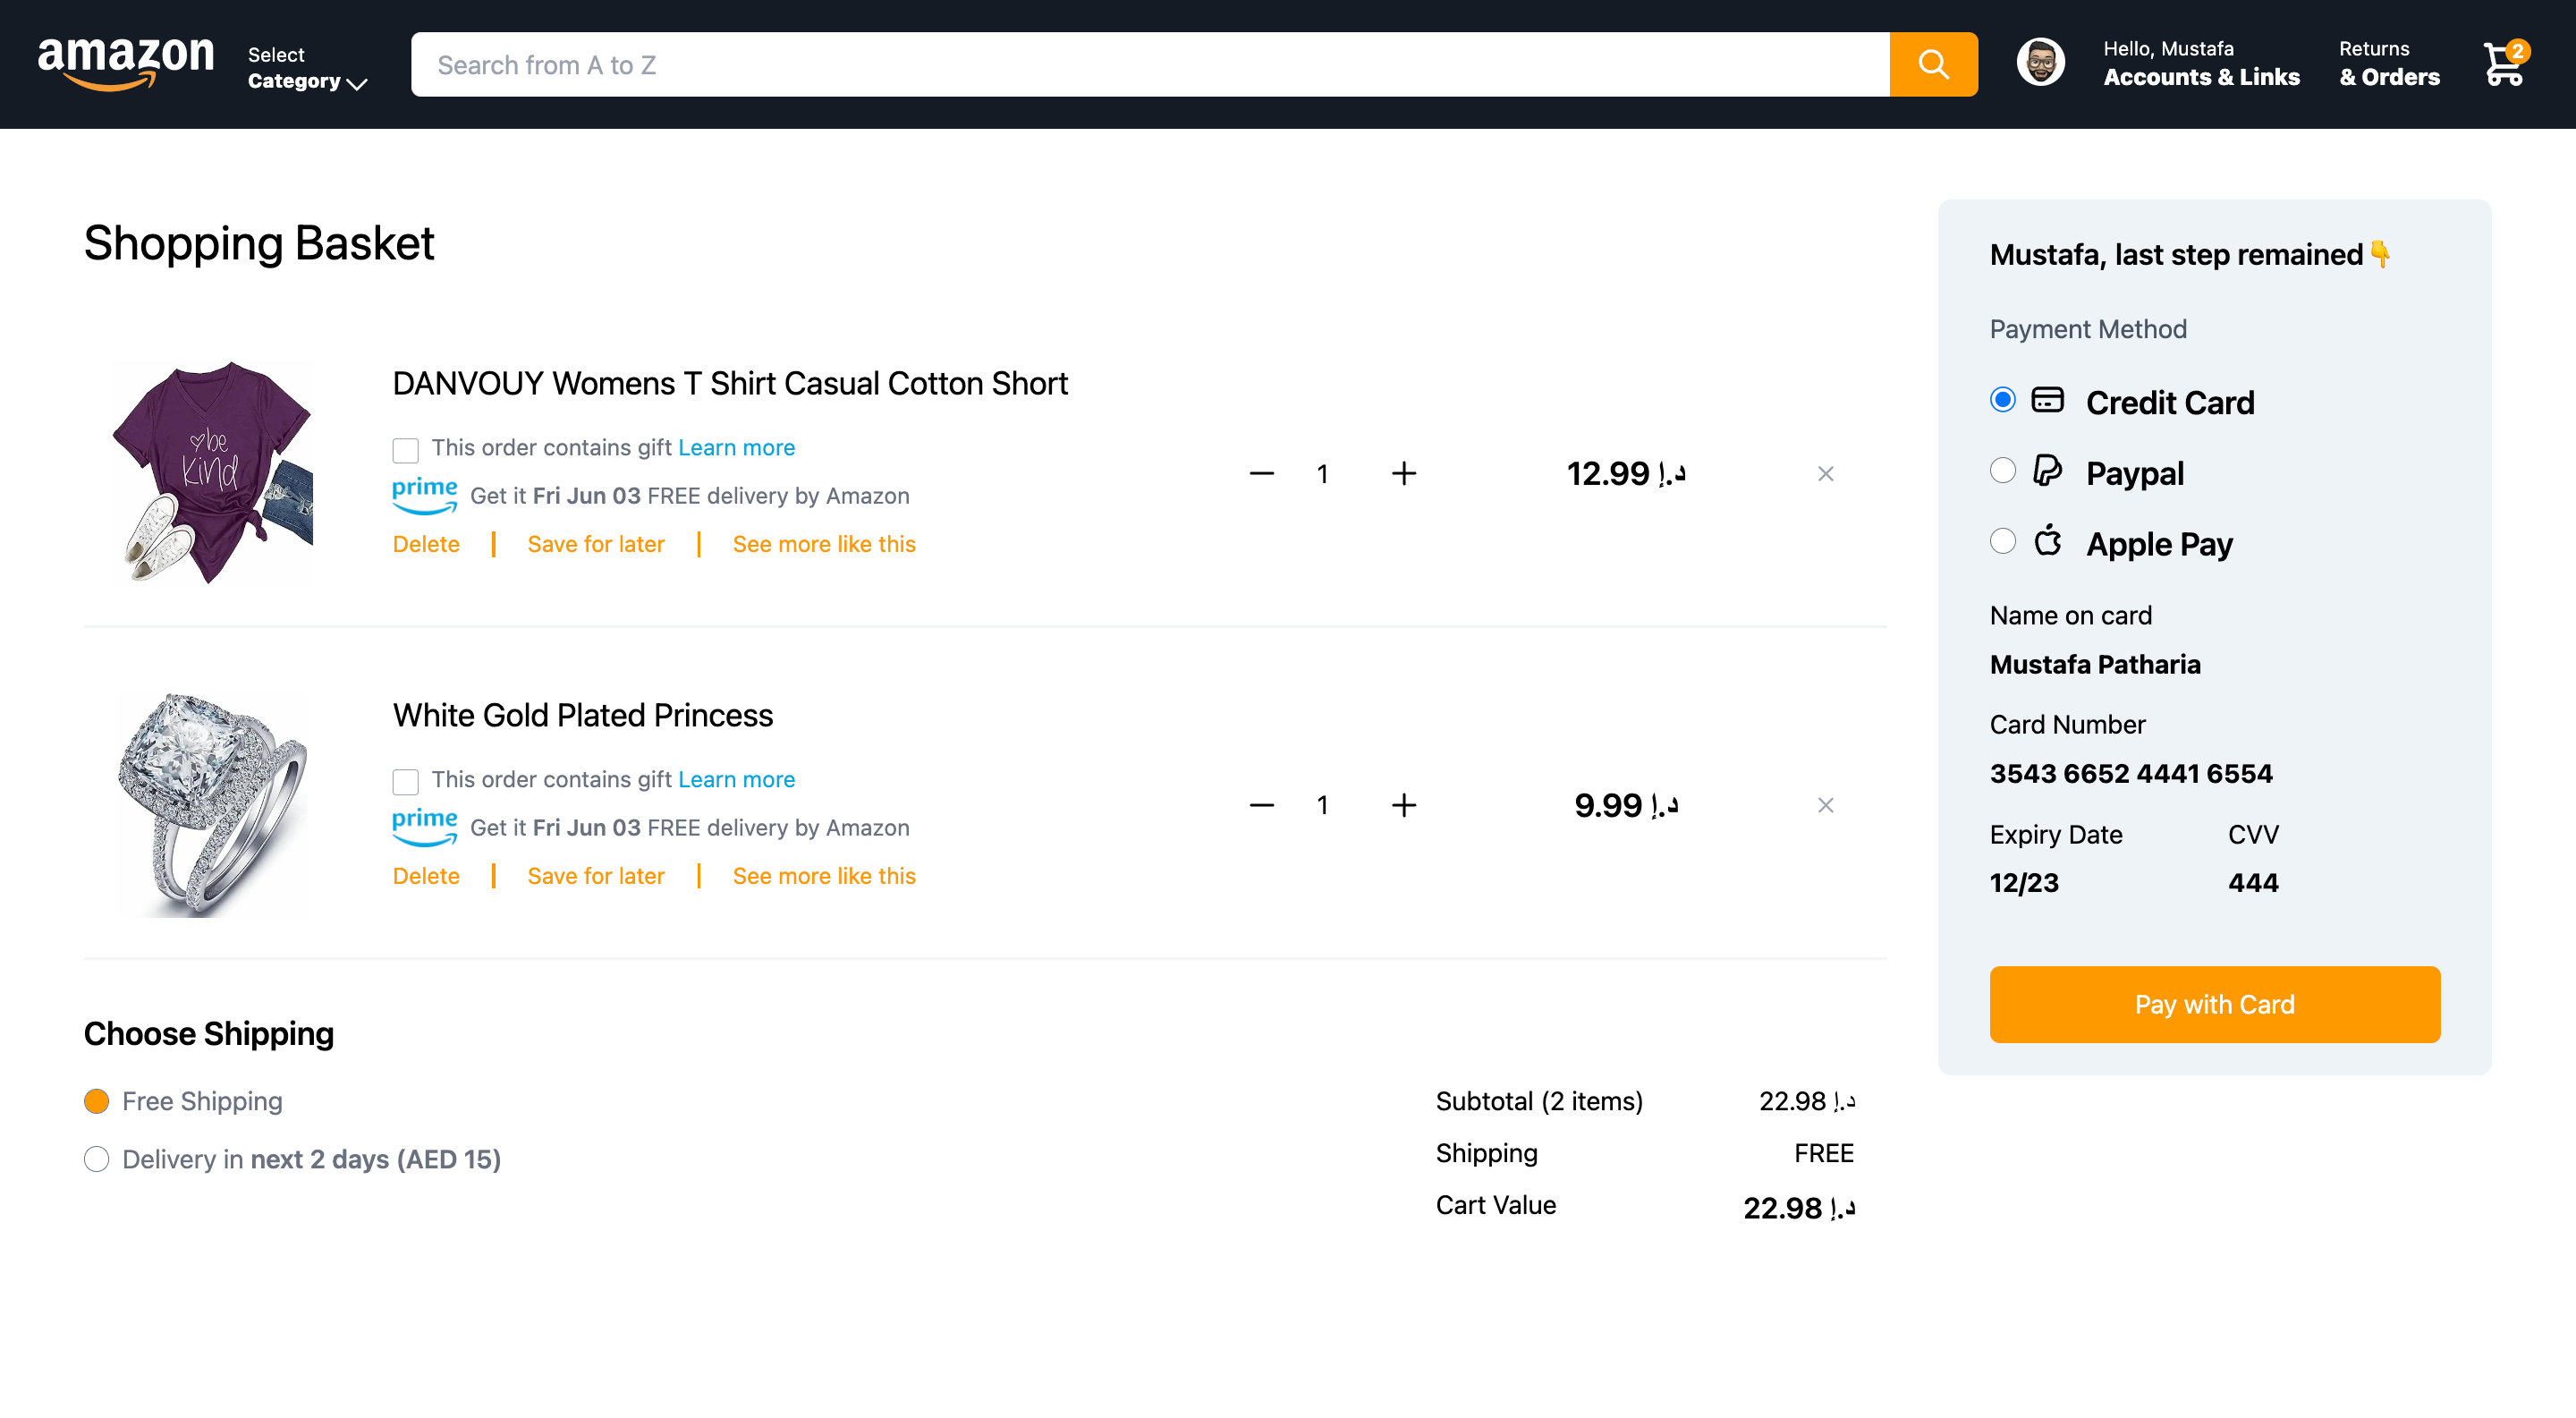 amazon
Select
Category
Search from A to Z
Hello, Mustafa
Accounts & Links
Returns
& Orders
2
Shopping Basket
DANVOUY Womens T Shirt Casual Cotton Short
This order contains gift Learn more
prime Get it Fri Jun 03 FREE delivery by Amazon
Delete | Save for later | See more like this
be
kind
− 1 +
12.99 د.إ
×
White Gold Plated Princess
This order contains gift Learn more
prime Get it Fri Jun 03 FREE delivery by Amazon
Delete | Save for later | See more like this
− 1 +
9.99 د.إ
×
Choose Shipping
Free Shipping
Delivery in next 2 days (AED 15)
Subtotal (2 items) 22.98 د.إ
Shipping FREE
Cart Value 22.98 د.إ
Mustafa, last step remained👇
Payment Method
Credit Card
Paypal
Apple Pay
Name on card
Mustafa Patharia
Card Number
3543 6652 4441 6554
Expiry Date CVV
12/23 444
Pay with Card